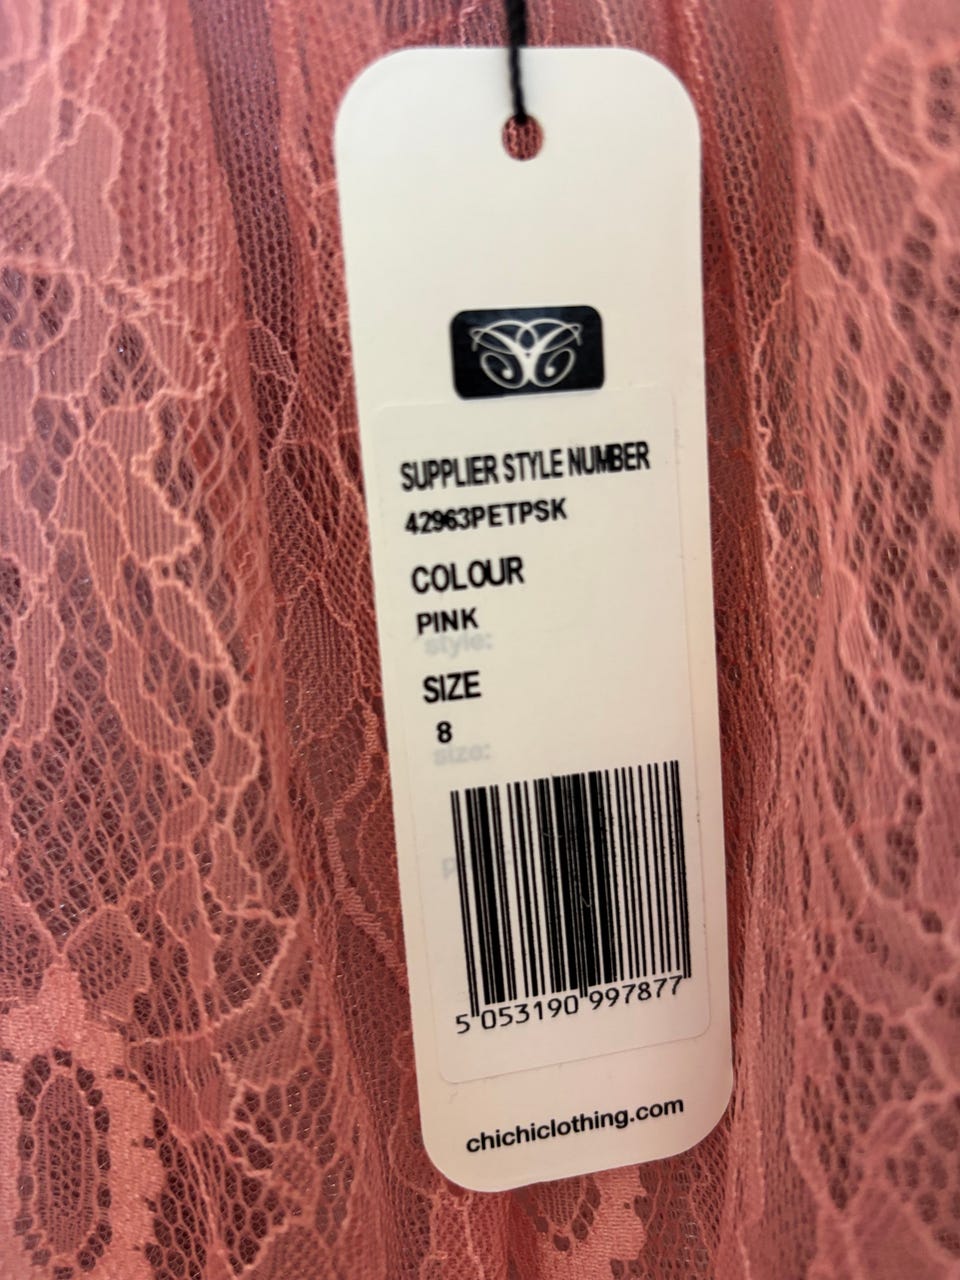 SUPPLIER STYLE NUMBER
42963PETPSK
COLOUR
PINK
style:
SIZE
8
size:
5 053190 997877
chichiclothing.com